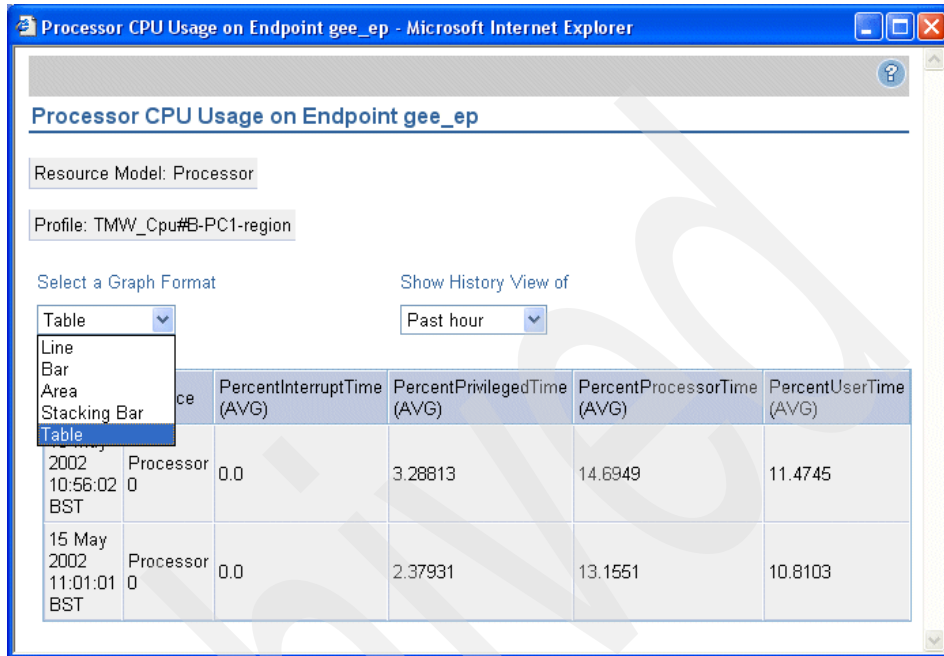 Processor CPU Usage on Endpoint gee_ep - Microsoft Internet Explorer
?
Processor CPU Usage on Endpoint gee_ep
Resource Model: Processor
Profile: TMW_Cpu#B-PC1-region
Select a Graph Format
Show History View of
Table
Past hour
Line
Bar
Area
Stacking Bar
Table
ce
PercentInterruptTime
(AVG)
PercentPrivilegedTime
(AVG)
PercentProcessorTime
(AVG)
PercentUserTime
(AVG)
2002
10:56:02
BST
Processor
0
0.0
3.28813
14.6949
11.4745
15 May
2002
11:01:01
BST
Processor
0
0.0
2.37931
13.1551
10.8103